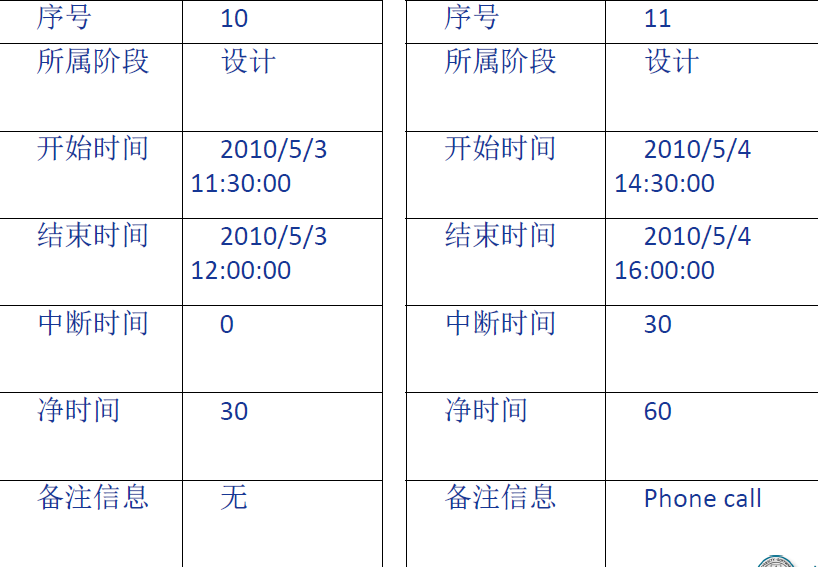 序号 10
所属阶段 设计
开始时间 2010/5/3
11:30:00
结束时间 2010/5/3
12:00:00
中断时间 0
净时间 30
备注信息 无
序号 11
所属阶段 设计
开始时间 2010/5/4
14:30:00
结束时间 2010/5/4
16:00:00
中断时间 30
净时间 60
备注信息 Phone call